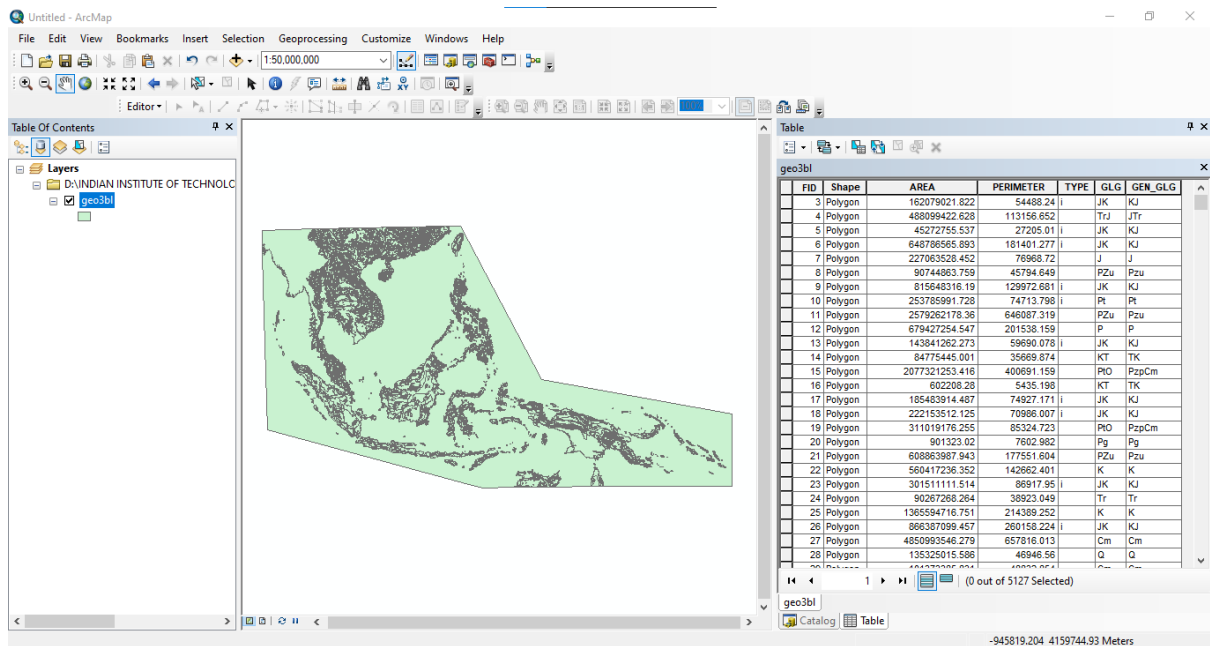 Untitled - ArcMap
File Edit View Bookmarks Insert Selection Geoprocessing Customize Windows Help
1:50,000,000
Editor
100%
Table Of Contents
Layers
D:\INDIAN INSTITUTE OF TECHNOLC
geo3bl
Table
geo3bl
FID Shape AREA PERIMETER TYPE GLG GEN_GLG
3 Polygon 162079021.822 54488.24 i JK KJ
4 Polygon 488099422.628 113156.652 TrJ JTr
5 Polygon 45272755.537 27205.01 i JK KJ
6 Polygon 648786565.893 181401.277 i JK KJ
7 Polygon 227063528.452 76968.72 J J
8 Polygon 90744863.759 45794.649 PZu Pzu
9 Polygon 815648316.19 129972.681 i JK KJ
10 Polygon 253785991.728 74713.798 i Pt Pt
11 Polygon 2579262178.36 646087.319 PZu Pzu
12 Polygon 679427254.547 201538.159 P P
13 Polygon 143841262.273 59690.078 i JK KJ
14 Polygon 84775445.001 35669.874 KT TK
15 Polygon 2077321253.416 400691.159 PtO PzpCm
16 Polygon 602208.28 5435.198 KT TK
17 Polygon 185483914.487 74927.171 i JK KJ
18 Polygon 222153512.125 70986.007 i JK KJ
19 Polygon 311019176.255 85324.723 PtO PzpCm
20 Polygon 901323.02 7602.982 Pg Pg
21 Polygon 608863987.943 177551.604 PZu Pzu
22 Polygon 560417236.352 142662.401 K K
23 Polygon 301511111.514 86917.95 i JK KJ
24 Polygon 90267268.264 38923.049 Tr Tr
25 Polygon 1365594716.751 214389.252 K K
26 Polygon 866387099.457 260158.224 i JK KJ
27 Polygon 4850993546.279 657816.013 Cm Cm
28 Polygon 135325015.586 46946.56 Q Q
1 (0 out of 5127 Selected)
geo3bl
Catalog Table
-945819.204 4159744.93 Meters